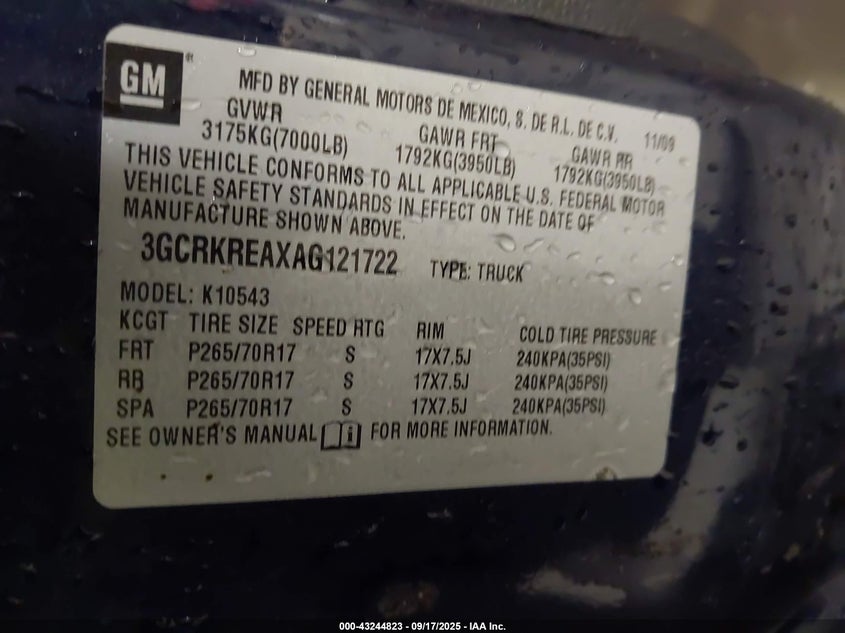 GM
MFD BY GENERAL MOTORS DE MEXICO, S. DE R.L. DE C.V. 11/09
GVWR GAWR FRT GAWR RR
3175KG(7000LB) 1792KG(3950LB) 1792KG(3950LB)
THIS VEHICLE CONFORMS TO ALL APPLICABLE U.S. FEDERAL MOTOR
VEHICLE SAFETY STANDARDS IN EFFECT ON THE DATE OF
MANUFACTURE SHOWN ABOVE.
3GCRKREAXAG121722 TYPE: TRUCK
MODEL: K10543
KCGT TIRE SIZE SPEED RTG RIM COLD TIRE PRESSURE
FRT P265/70R17 S 17X7.5J 240KPA(35PSI)
RR P265/70R17 S 17X7.5J 240KPA(35PSI)
SPA P265/70R17 S 17X7.5J 240KPA(35PSI)
SEE OWNER'S MANUAL i FOR MORE INFORMATION.
000-43244823 - 09/17/2025 - IAA Inc.